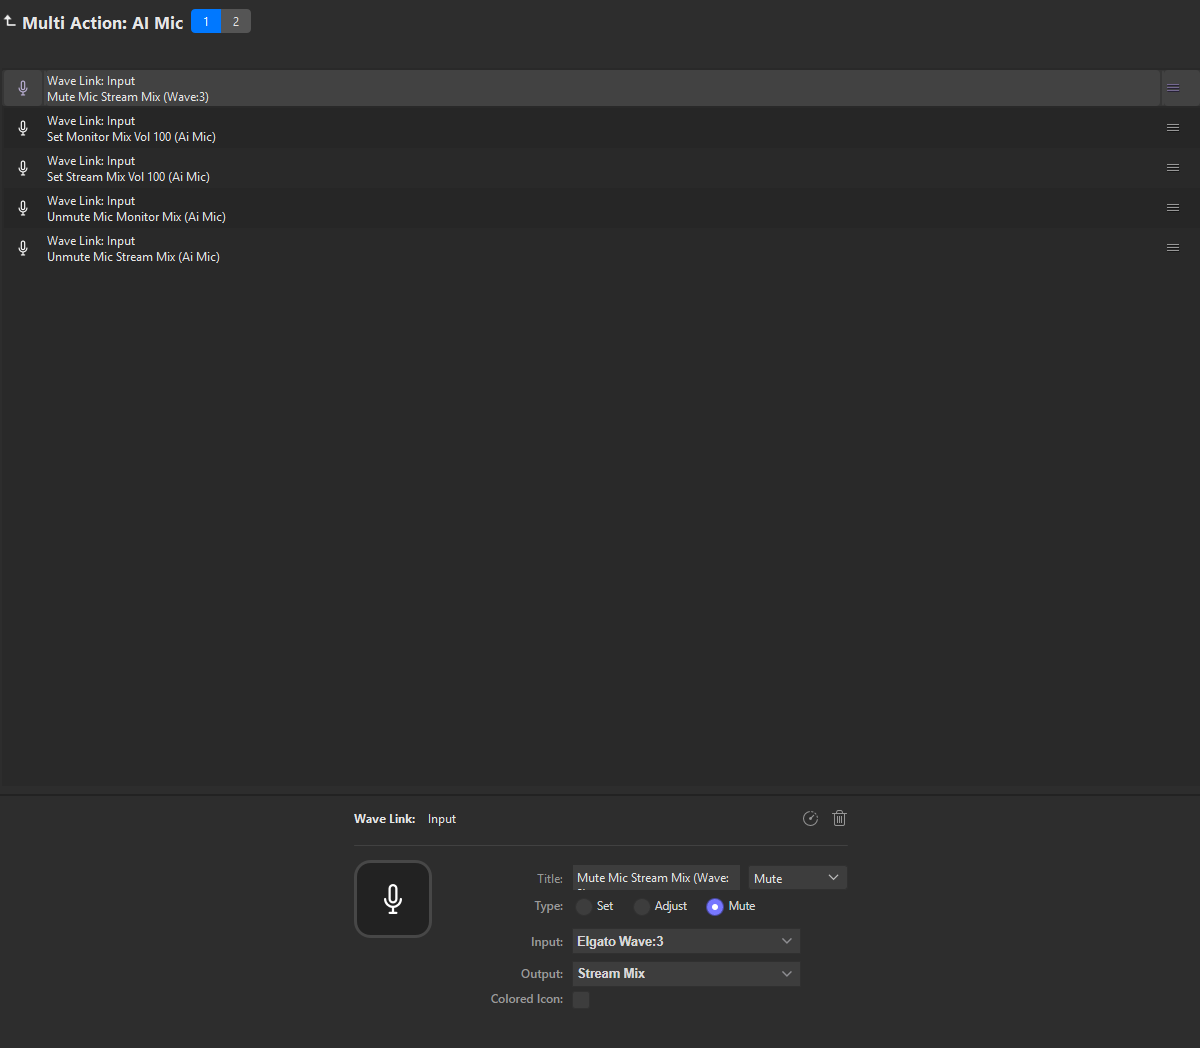 Multi Action: AI Mic 1 2
Wave Link: Input
Mute Mic Stream Mix (Wave:3)
Wave Link: Input
Set Monitor Mix Vol 100 (Ai Mic)
Wave Link: Input
Set Stream Mix Vol 100 (Ai Mic)
Wave Link: Input
Unmute Mic Monitor Mix (Ai Mic)
Wave Link: Input
Unmute Mic Stream Mix (Ai Mic)
Wave Link: Input
Title: Mute Mic Stream Mix (Wave: Mute
Type: Set Adjust Mute
Input: Elgato Wave:3
Output: Stream Mix
Colored Icon: